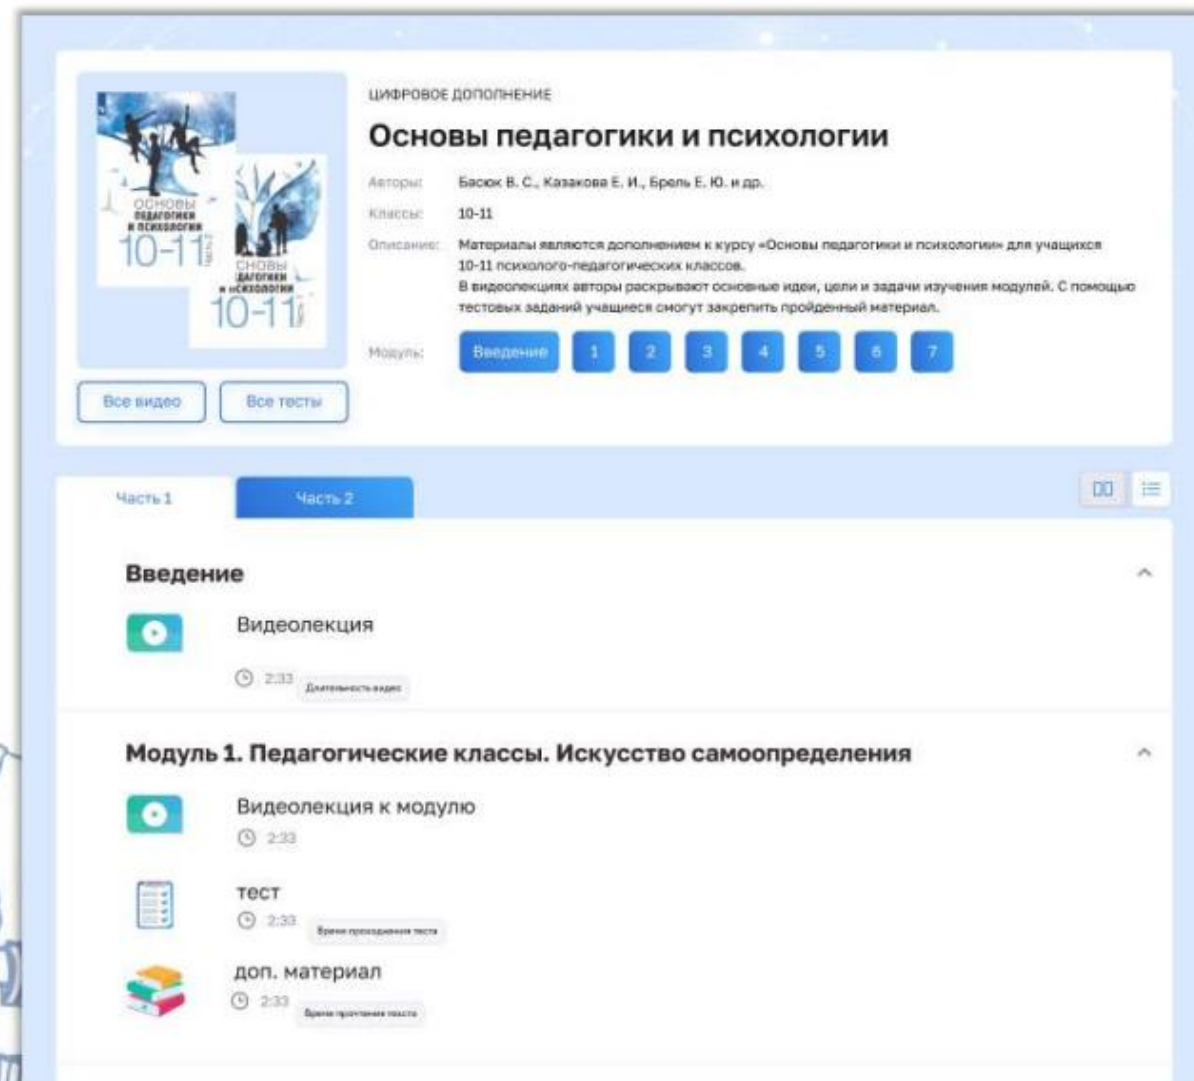 ЦИФРОВОЕ ДОПОЛНЕНИЕ
Основы педагогики и психологии
Авторы: Басюк В. С., Казакова Е. И., Брель Е. Ю. и др.
Классы: 10-11
Описание: Материалы являются дополнением к курсу «Основы педагогики и психологии» для учащихся
10-11 психолого-педагогических классов.
В видеолекциях авторы раскрывают основные идеи, цели и задачи изучения модулей. С помощью
тестовых заданий учащиеся смогут закрепить пройденный материал.
Модуль: Введение 1 2 3 4 5 6 7
ОСНОВЫ
ПЕДАГОГИКИ
И ПСИХОЛОГИИ
10-11
Часть 2
СНОВЫ
ДАГОГИКИ
И ПСИХОЛОГИИ
10-11
Все видео Все тесты
Часть 1 Часть 2
Введение
Видеолекция
2:33 Длительность видео
Модуль 1. Педагогические классы. Искусство самоопределения
Видеолекция к модулю
2:33
тест
2:33 Время прохождения теста
доп. материал
2:33 Время прочтения текста